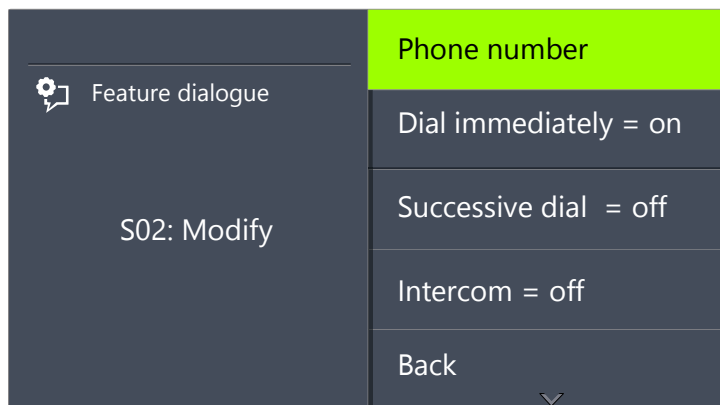 Feature dialogue
S02: Modify
Phone number
Dial immediately = on
Successive dial = off
Intercom = off
Back